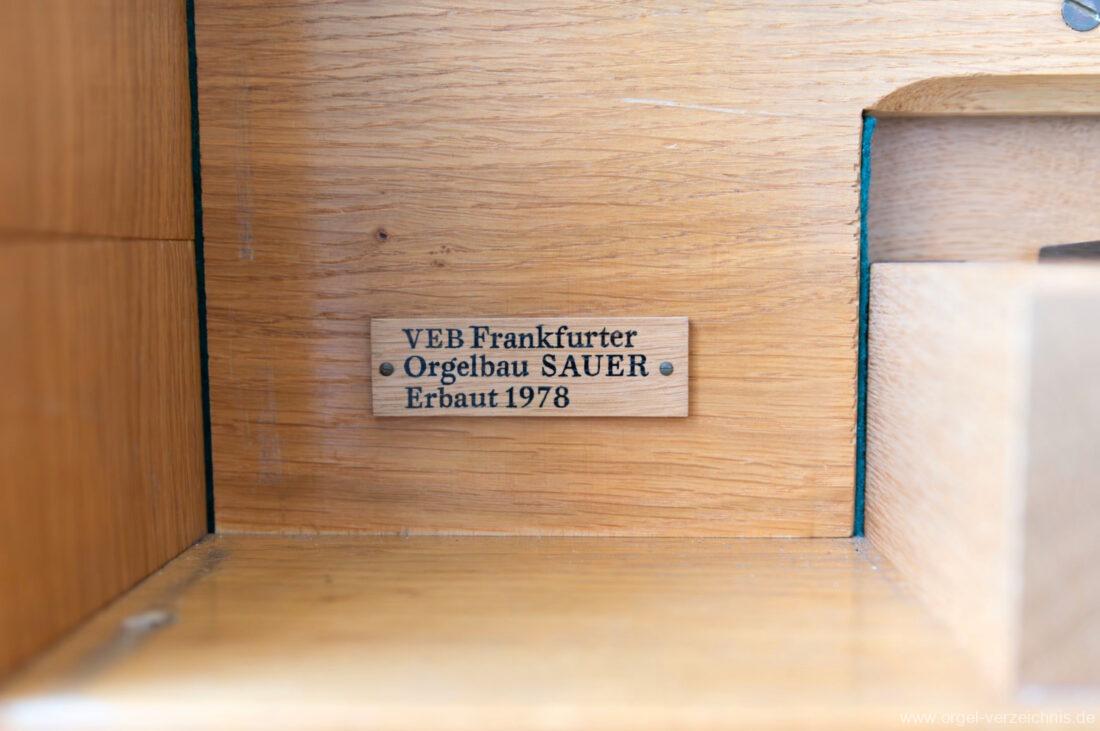 VEB Frankfurter
Orgelbau SAUER
Erbaut 1978
www.orgel-verzeichnis.de